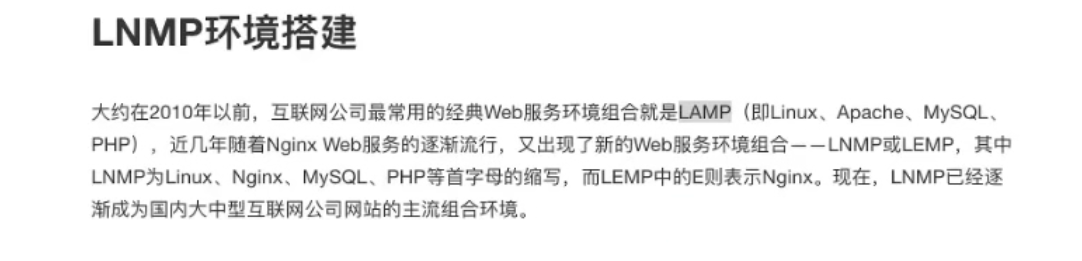 LNMP环境搭建
大约在2010年以前，互联网公司最常用的经典Web服务环境组合就是LAMP（即Linux、Apache、MySQL、
PHP），近几年随着Nginx Web服务的逐渐流行，又出现了新的Web服务环境组合——LNMP或LEMP，其中
LNMP为Linux、Nginx、MySQL、PHP等首字母的缩写，而LEMP中的E则表示Nginx。现在，LNMP已经逐
渐成为国内大中型互联网公司网站的主流组合环境。